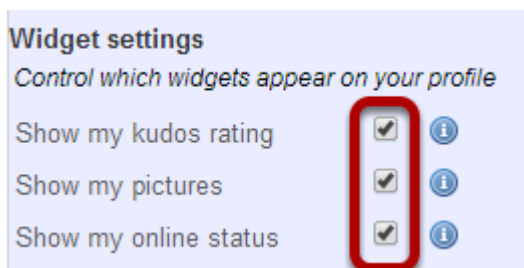 Widget settings
Control which widgets appear on your profile
Show my kudos rating
Show my pictures
Show my online status